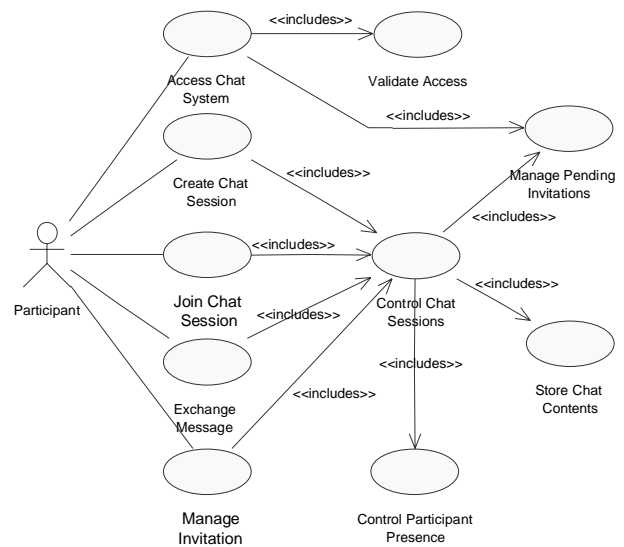 <<includes>>
Access Chat
System
Validate Access
<<includes>>
Manage Pending
Invitations
Create Chat
Session
<<includes>>
<<includes>>
<<includes>>
Participant
Join Chat
Session
Control Chat
Sessions
<<includes>>
<<includes>>
<<includes>>
<<includes>>
Exchange
Message
Store Chat
Contents
Manage
Invitation
Control Participant
Presence